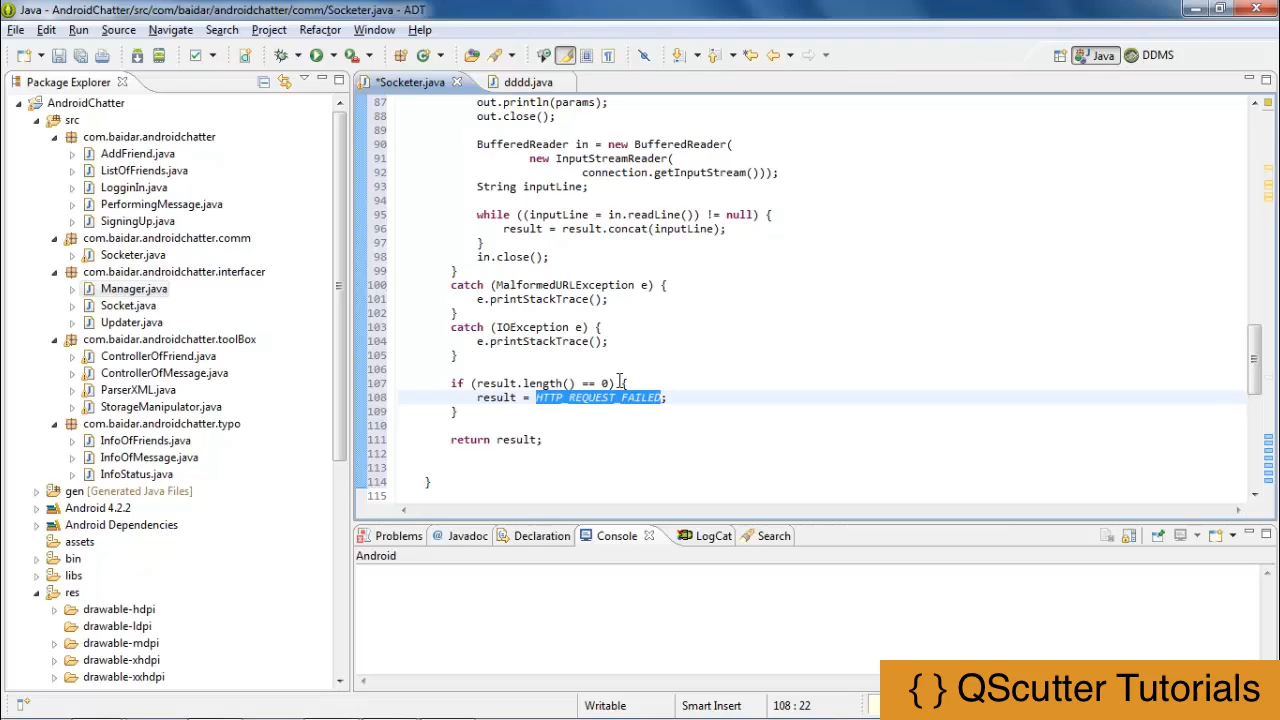 Java - AndroidChatter/src/com/baidar/androidchatter/comm/Socketer.java - ADT
File Edit Run Source Navigate Search Project Refactor Window Help
Java DDMS
Package Explorer
AndroidChatter
src
com.baidar.androidchatter
AddFriend.java
ListOfFriends.java
LogginIn.java
PerformingMessage.java
SigningUp.java
com.baidar.androidchatter.comm
Socketer.java
com.baidar.androidchatter.interfacer
Manager.java
Socket.java
Updater.java
com.baidar.androidchatter.toolBox
ControllerOfFriend.java
ControllerOfMessage.java
ParserXML.java
StorageManipulator.java
com.baidar.androidchatter.typo
InfoOfFriends.java
InfoOfMessage.java
InfoStatus.java
gen [Generated Java Files]
Android 4.2.2
Android Dependencies
assets
bin
libs
res
drawable-hdpi
drawable-ldpi
drawable-mdpi
drawable-xhdpi
drawable-xxhdpi
*Socketer.java dddd.java
87 out.println(params);
88 out.close();
89
90 BufferedReader in = new BufferedReader(
91 new InputStreamReader(
92 connection.getInputStream()));
93 String inputLine;
94
95 while ((inputLine = in.readLine()) != null) {
96 result = result.concat(inputLine);
97 }
98 in.close();
99 }
100 catch (MalformedURLException e) {
101 e.printStackTrace();
102 }
103 catch (IOException e) {
104 e.printStackTrace();
105 }
106
107 if (result.length() == 0) {
108 result = HTTP_REQUEST_FAILED;
109 }
110
111 return result;
112
113
114 }
115
Problems @ Javadoc Declaration Console LogCat Search
Android
Writable Smart Insert 108 : 22
{ } QScutter Tutorials